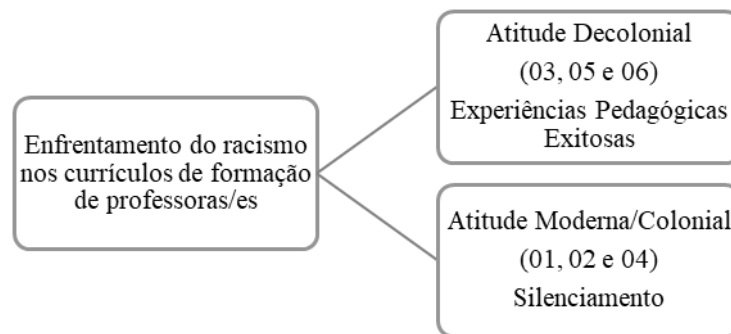 Enfrentamento do racismo
nos currículos de formação
de professoras/es
Atitude Decolonial
(03, 05 e 06)
Experiências Pedagógicas
Exitosas
Atitude Moderna/Colonial
(01, 02 e 04)
Silenciamento